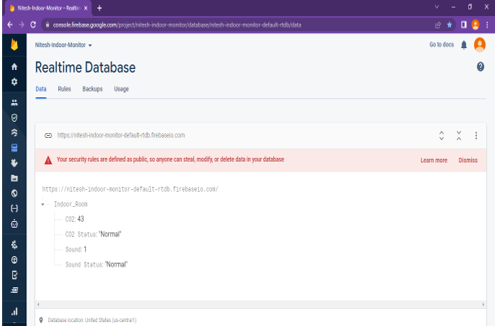 Nitesh-Indoor-Monitor - Realtim
console.firebase.google.com/project/nitesh-indoor-monitor/database/nitesh-indoor-monitor-default-rtdb/data
Nitesh-Indoor-Monitor
Go to docs
Realtime Database
Data Rules Backups Usage
https://nitesh-indoor-monitor-default-rtdb.firebaseio.com
Your security rules are defined as public, so anyone can steal, modify, or delete data in your database
Learn more Dismiss
https://nitesh-indoor-monitor-default-rtdb.firebaseio.com/
Indoor_Room
CO2: 43
CO2 Status: "Normal"
Sound: 1
Sound Status: "Normal"
Database location: United States (us-central1)